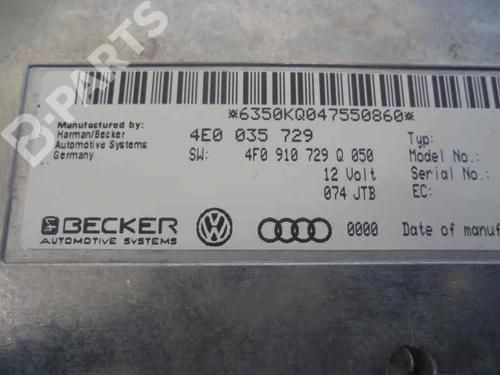 *6350KQ047550860*
Manufactured by:
Harman/Becker
Automotive Systems
Germany
4E0 035 729
SW: 4F0 910 729 Q 050
12 Volt
074 JTB
Typ:
Model No.:
Serial No.:
EC:
BECKER
AUTOMOTIVE SYSTEMS
0000 Date of manuf
B-PARTS